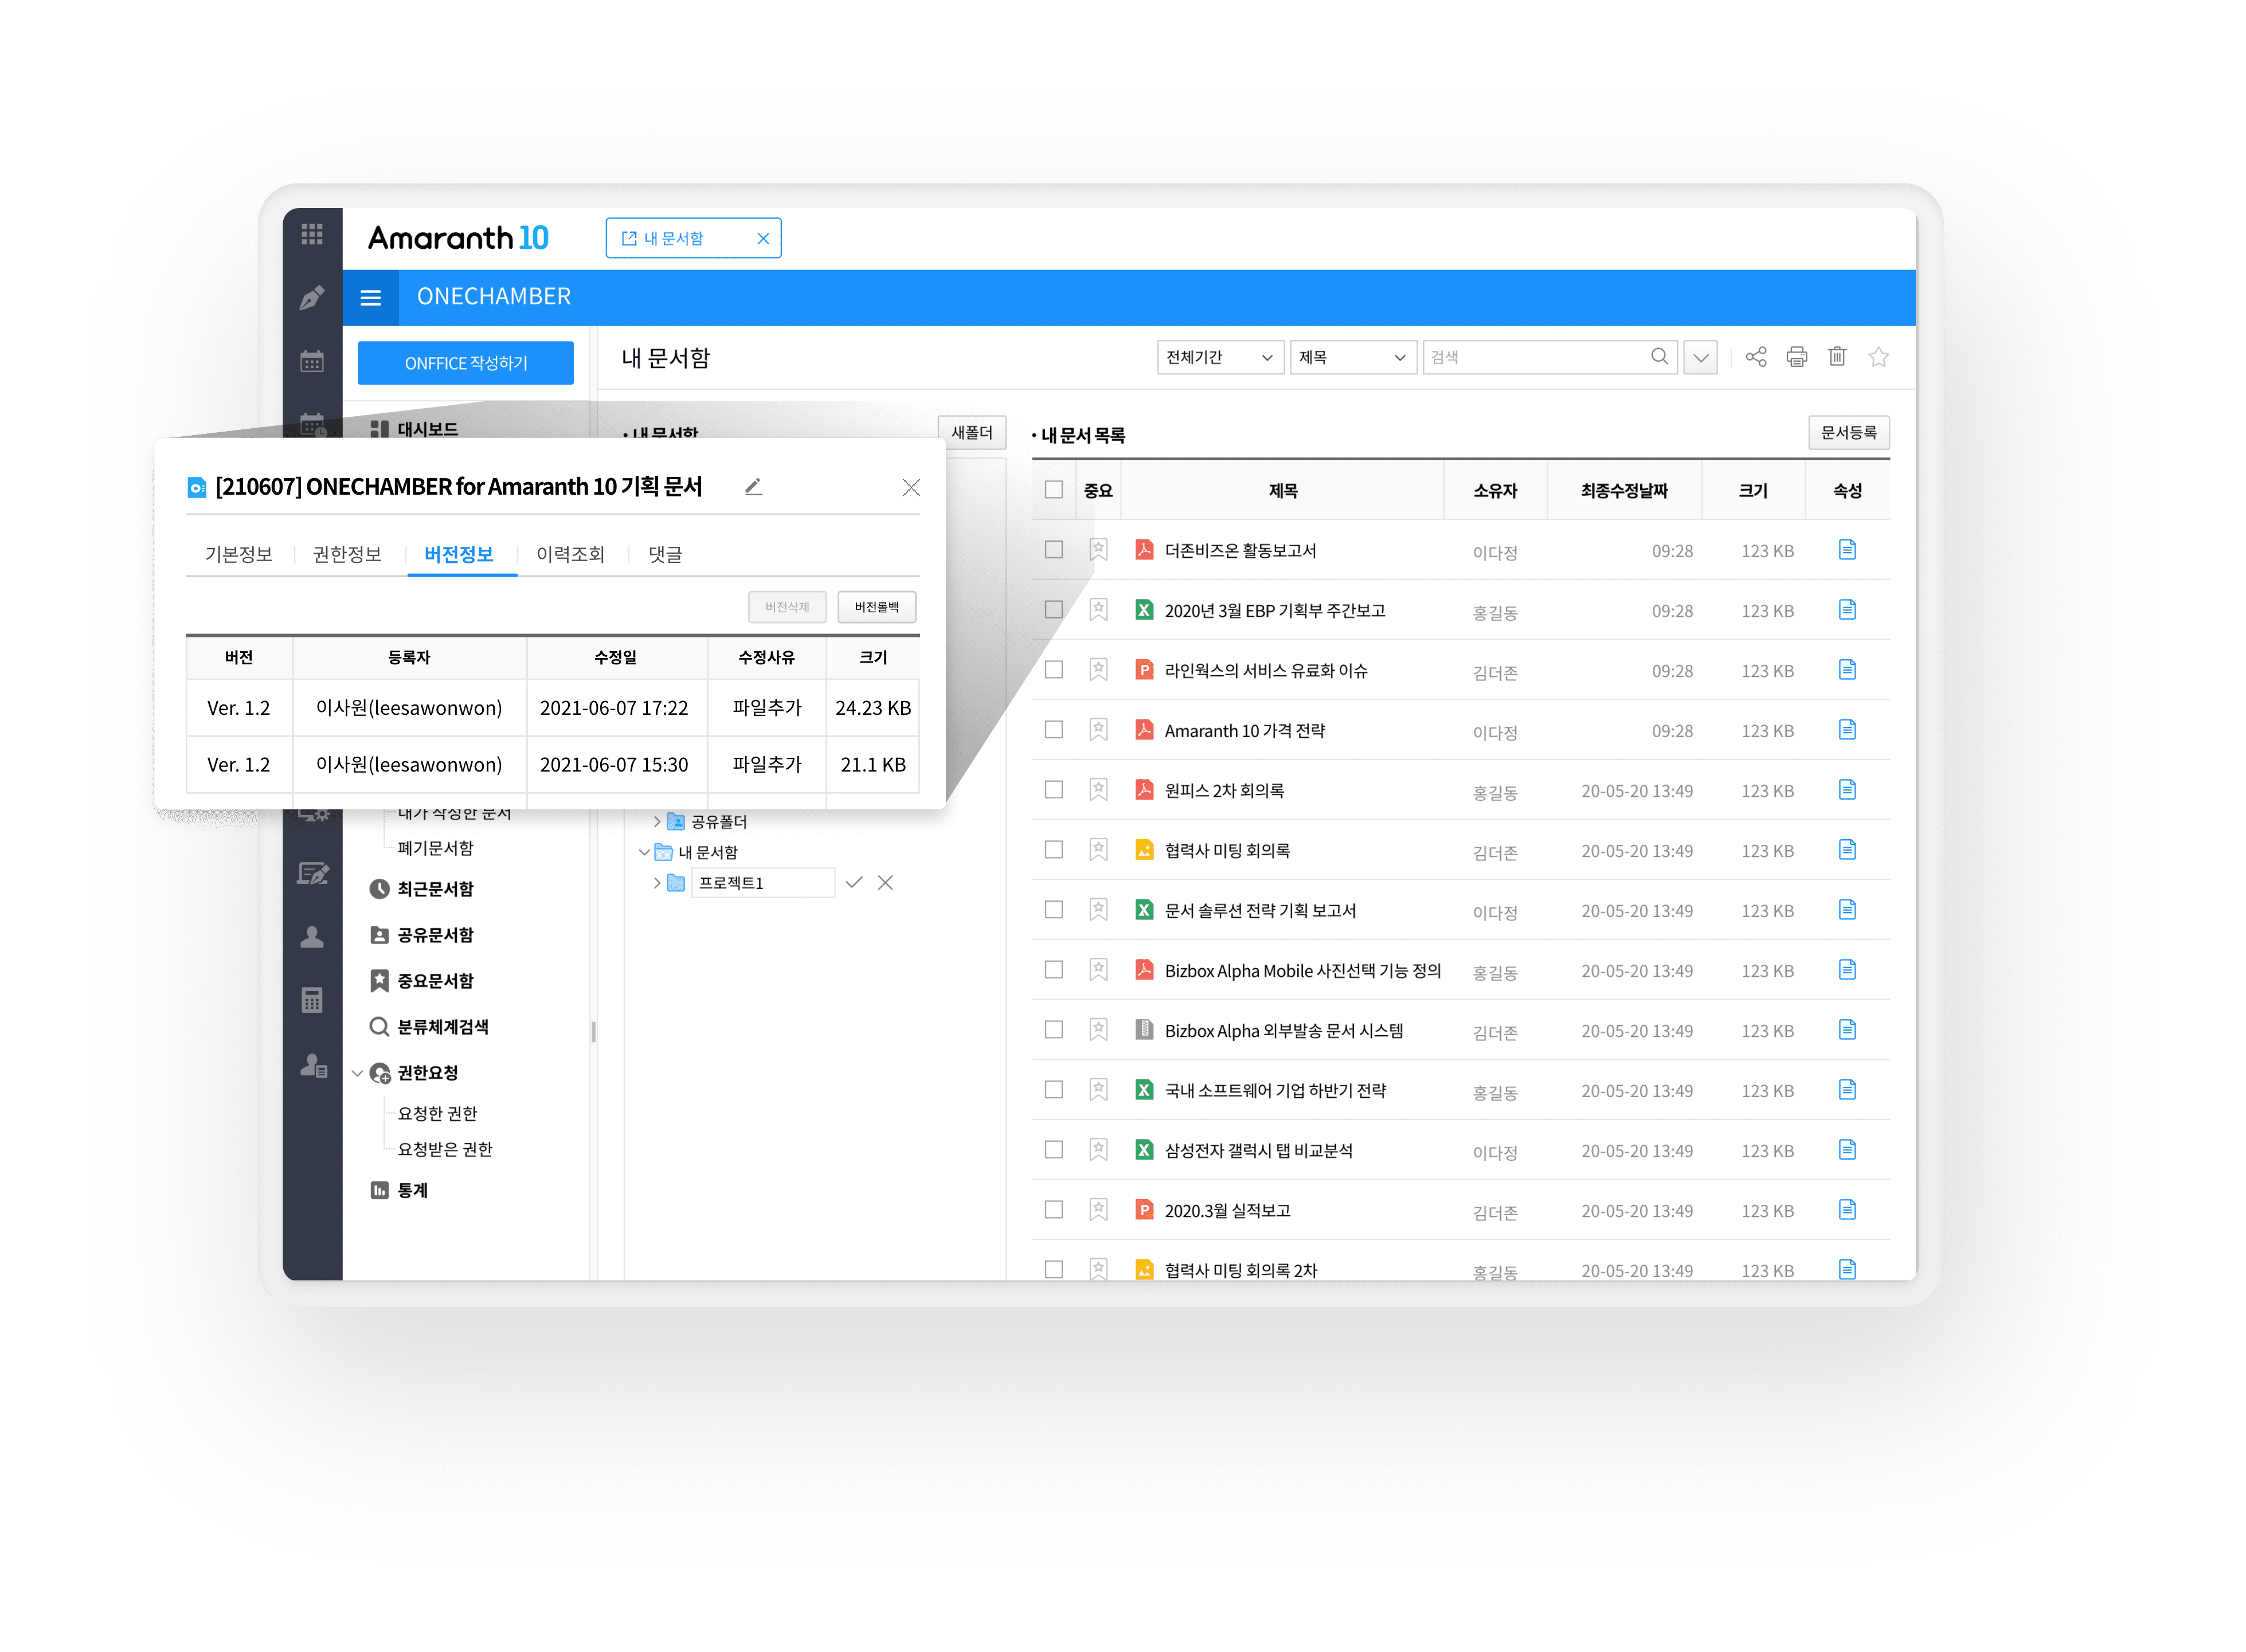 Amaranth 10
내 문서함
ONECHAMBER
ONFFICE 작성하기
내 문서함
전체기간
제목
검색
대시보드
내 문서함
새폴더
내 문서 목록
문서등록
[210607] ONECHAMBER for Amaranth 10 기획 문서
기본정보 권한정보 버전정보 이력조회 댓글
버전삭제 버전롤백
버전 등록자 수정일 수정사유 크기
Ver. 1.2 이사원(leesawonwon) 2021-06-07 17:22 파일추가 24.23 KB
Ver. 1.2 이사원(leesawonwon) 2021-06-07 15:30 파일추가 21.1 KB
내가 작성한 문서
폐기문서함
최근문서함
공유문서함
중요문서함
분류체계검색
권한요청
요청한 권한
요청받은 권한
통계
공유폴더
내 문서함
프로젝트1
중요 제목 소유자 최종수정날짜 크기 속성
더존비즈온 활동보고서 이다정 09:28 123 KB
2020년 3월 EBP 기획부 주간보고 홍길동 09:28 123 KB
라인웍스의 서비스 유료화 이슈 김더존 09:28 123 KB
Amaranth 10 가격 전략 이다정 09:28 123 KB
원피스 2차 회의록 홍길동 20-05-20 13:49 123 KB
협력사 미팅 회의록 김더존 20-05-20 13:49 123 KB
문서 솔루션 전략 기획 보고서 이다정 20-05-20 13:49 123 KB
Bizbox Alpha Mobile 사진선택 기능 정의 홍길동 20-05-20 13:49 123 KB
Bizbox Alpha 외부발송 문서 시스템 김더존 20-05-20 13:49 123 KB
국내 소프트웨어 기업 하반기 전략 홍길동 20-05-20 13:49 123 KB
삼성전자 갤럭시 탭 비교분석 이다정 20-05-20 13:49 123 KB
2020.3월 실적보고 김더존 20-05-20 13:49 123 KB
협력사 미팅 회의록 2차 홍길동 20-05-20 13:49 123 KB